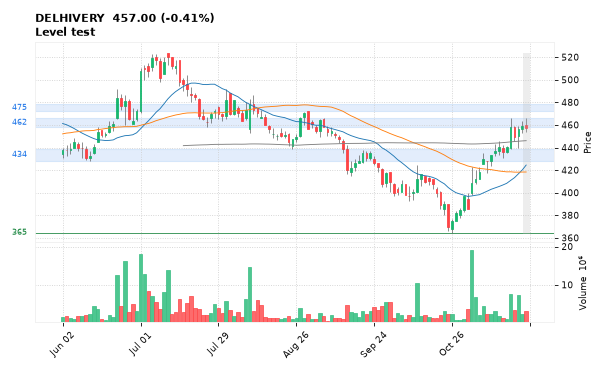 DELHIVERY 457.00 (-0.41%)
Level test
520
500
480
475
460
462
440
434
420
400
380
365
360
Price
20
10
Volume 10⁶
Jun 02
Jul 01
Jul 29
Aug 26
Sep 24
Oct 26